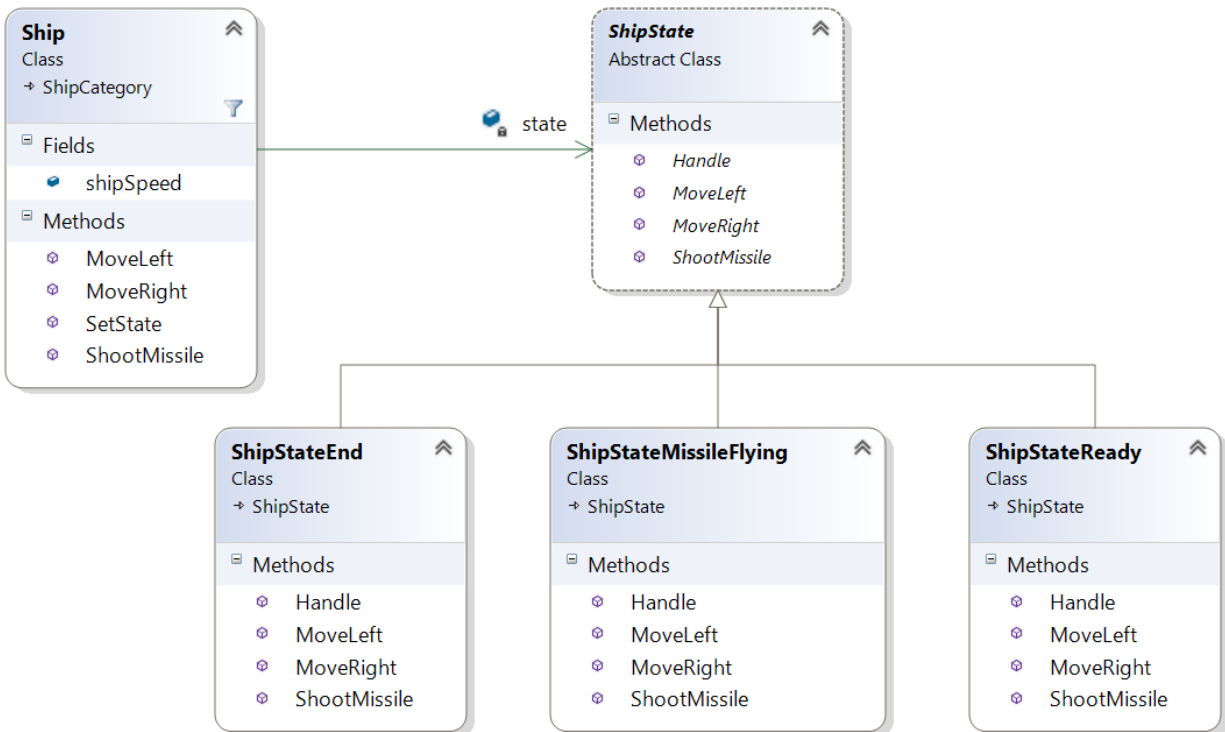 Ship
Class
ShipCategory
Fields
shipSpeed
Methods
MoveLeft
MoveRight
SetState
ShootMissile
state
ShipState
Abstract Class
Methods
Handle
MoveLeft
MoveRight
ShootMissile
ShipStateEnd
Class
ShipState
Methods
Handle
MoveLeft
MoveRight
ShootMissile
ShipStateMissileFlying
Class
ShipState
Methods
Handle
MoveLeft
MoveRight
ShootMissile
ShipStateReady
Class
ShipState
Methods
Handle
MoveLeft
MoveRight
ShootMissile